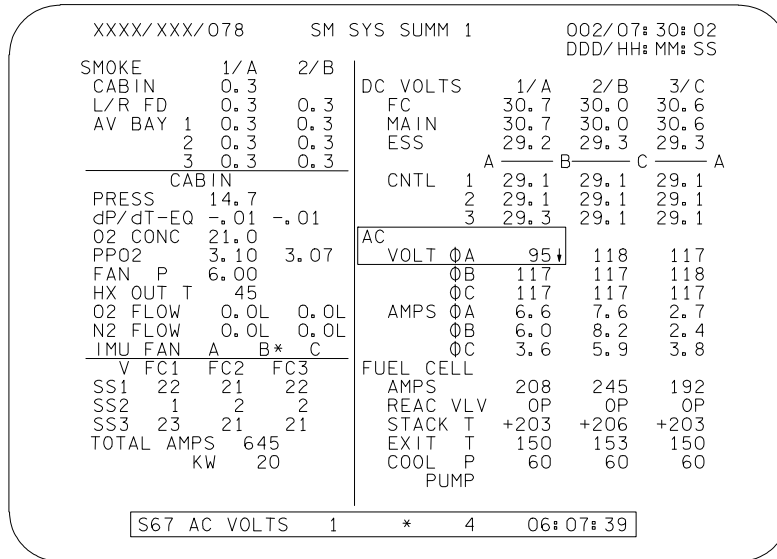 XXXX/XXX/078 SM SYS SUMM 1 002/07:30:02
DDD/HH:MM:SS
SMOKE 1/A 2/B
CABIN 0.3
L/R FD 0.3 0.3
AV BAY 1 0.3 0.3
2 0.3 0.3
3 0.3 0.3
CABIN
PRESS 14.7
dP/dT-EQ -.01 -.01
O2 CONC 21.0
PPO2 3.10 3.07
FAN P 6.00
HX OUT T 45
O2 FLOW 0.0L 0.0L
N2 FLOW 0.0L 0.0L
IMU FAN A B* C
V FC1 FC2 FC3
SS1 22 21 22
SS2 1 2 2
SS3 23 21 21
TOTAL AMPS 645
KW 20
DC VOLTS 1/A 2/B 3/C
FC 30.7 30.0 30.6
MAIN 30.7 30.0 30.6
ESS 29.2 29.3 29.3
A B C A
CNTL 1 29.1 29.1 29.1
2 29.1 29.1 29.1
3 29.3 29.1 29.1
AC
VOLT ΦA 95↓ 118 117
ΦB 117 117 118
ΦC 117 117 117
AMPS ΦA 6.6 7.6 2.7
ΦB 6.0 8.2 2.4
ΦC 3.6 5.9 3.8
FUEL CELL
AMPS 208 245 192
REAC VLV OP OP OP
STACK T +203 +206 +203
EXIT T 150 153 150
COOL P 60 60 60
PUMP
S67 AC VOLTS 1 * 4 06:07:39